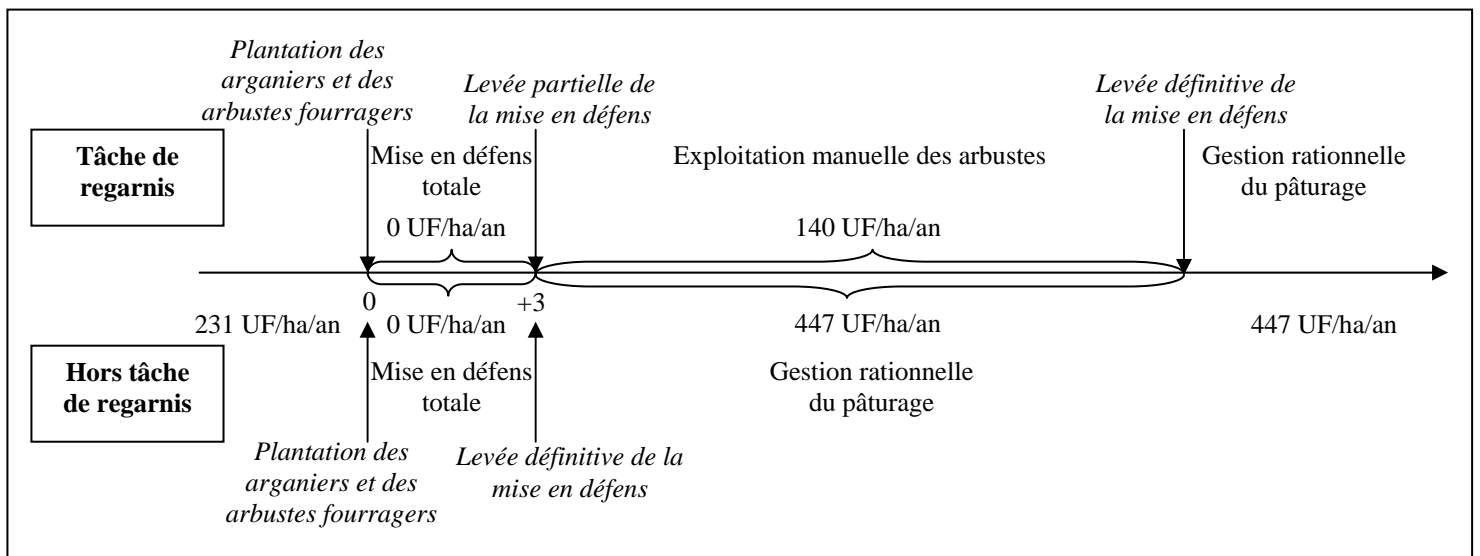 Plantation des
arganiers et des
arbustes fourragers
Levée partielle de
la mise en défens
Levée définitive de
la mise en défens
Tâche de
regarnis
Mise en défens
totale
Exploitation manuelle des arbustes
Gestion rationnelle
du pâturage
0 UF/ha/an
140 UF/ha/an
0
+3
231 UF/ha/an
0 UF/ha/an
447 UF/ha/an
447 UF/ha/an
Hors tâche
de regarnis
Mise en défens
totale
Gestion rationnelle
du pâturage
Plantation des
arganiers et des
arbustes fourragers
Levée définitive de la
mise en défens